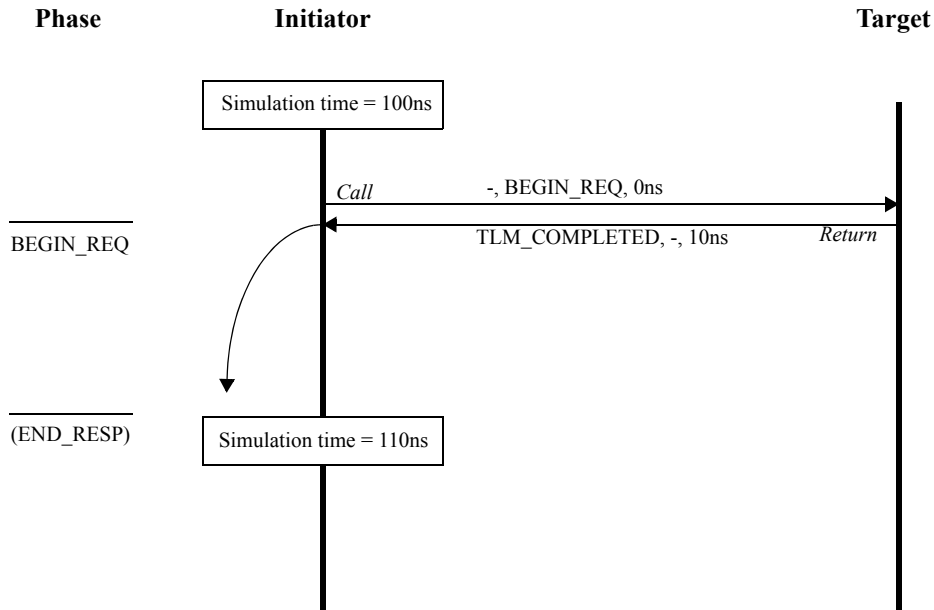 Phase Initiator Target
Simulation time = 100ns
Call -, BEGIN_REQ, 0ns
BEGIN_REQ TLM_COMPLETED, -, 10ns Return
(END_RESP) Simulation time = 110ns